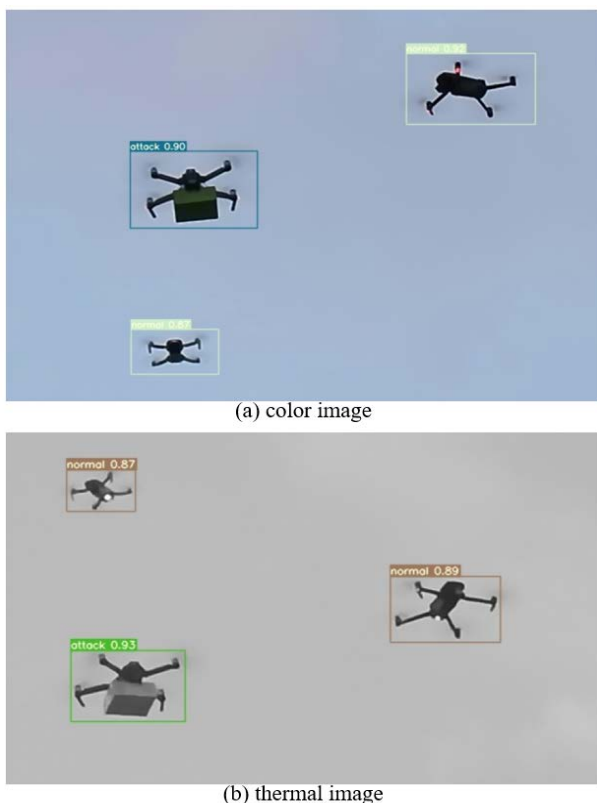 normal 0.92
attack 0.90
normal 0.87
(a) color image
normal 0.87
normal 0.89
attack 0.93
(b) thermal image